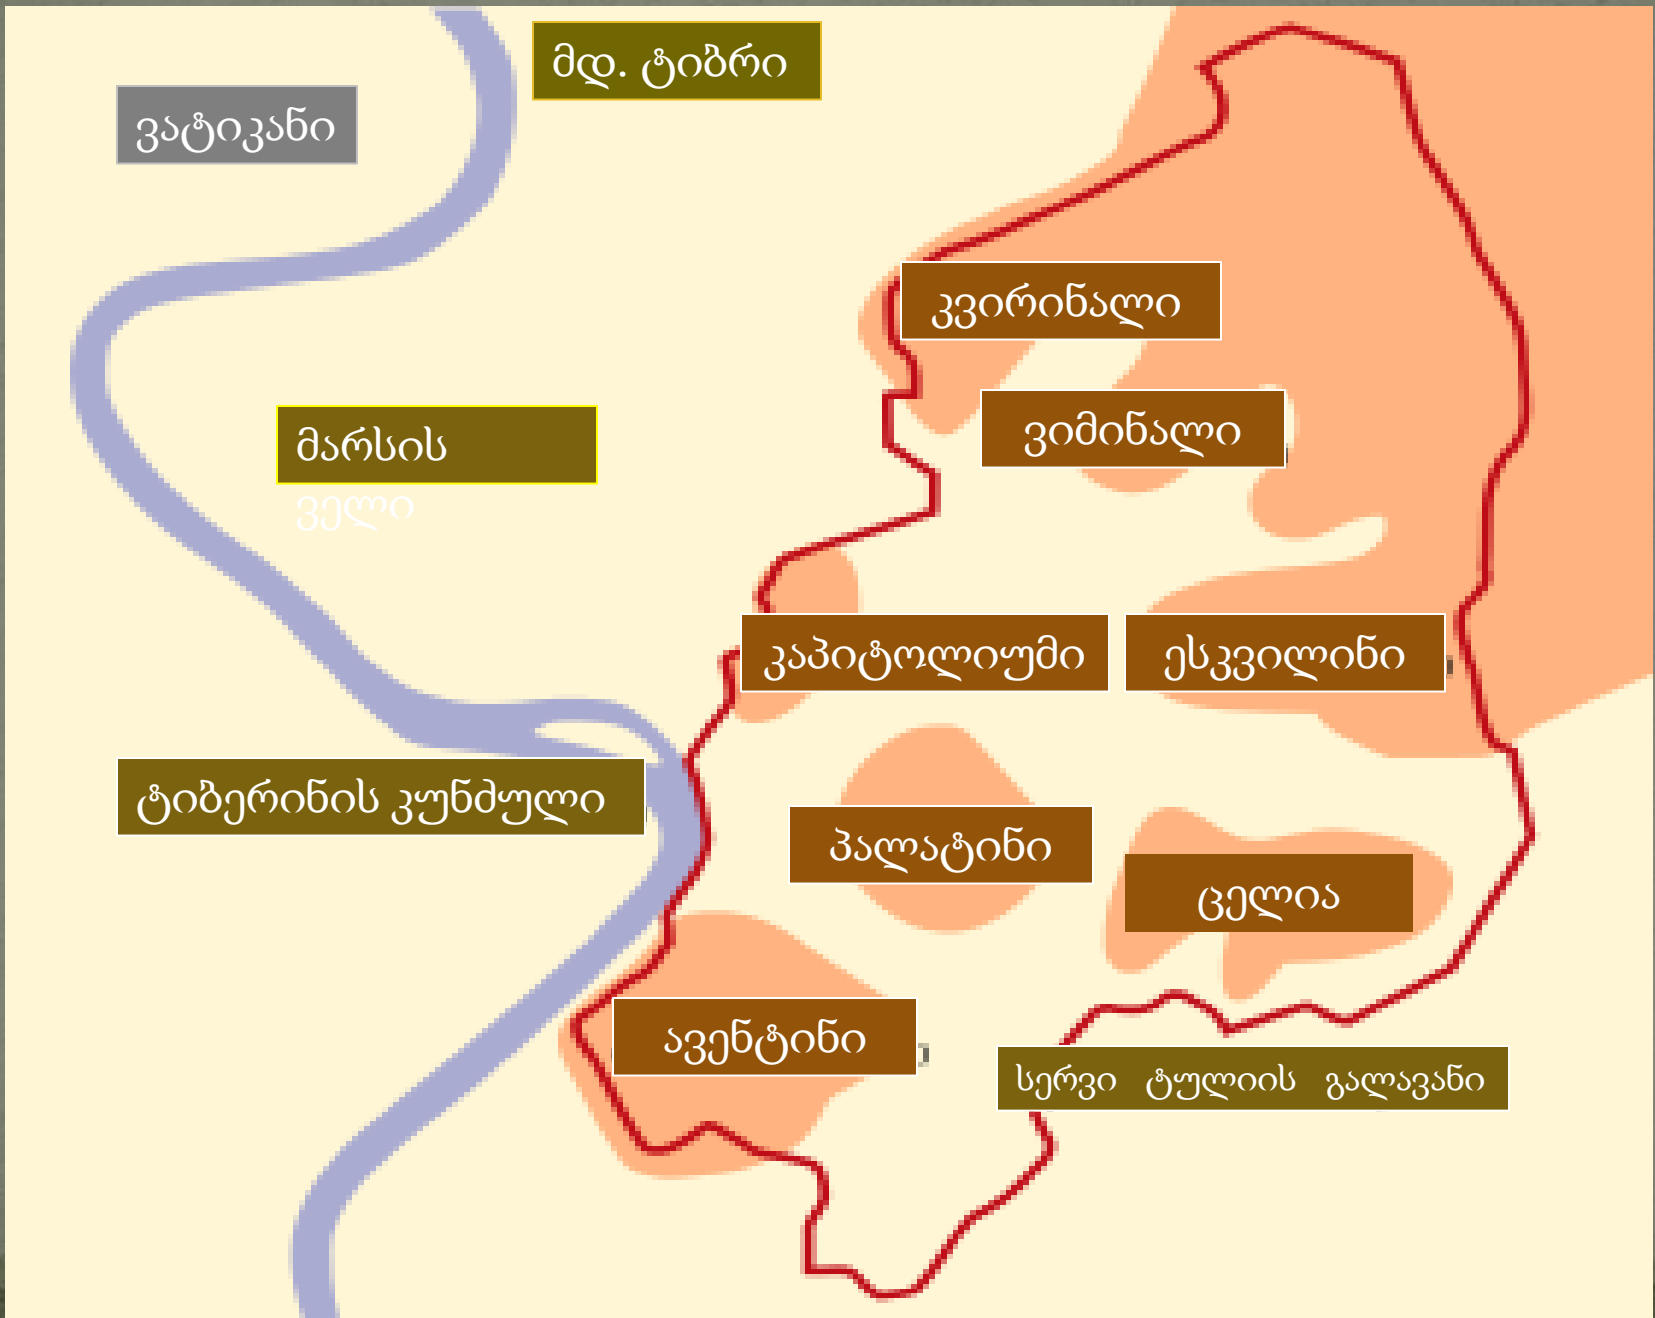 მდ. ტიბრი
ვატიკანი
კვირინალი
ვიმინალი
მარსის
ველი
კაპიტოლიუმი
ესკვილინი
ტიბერინის კუნძული
პალატინი
ცელია
ავენტინი
სერვი ტულიის გალავანი